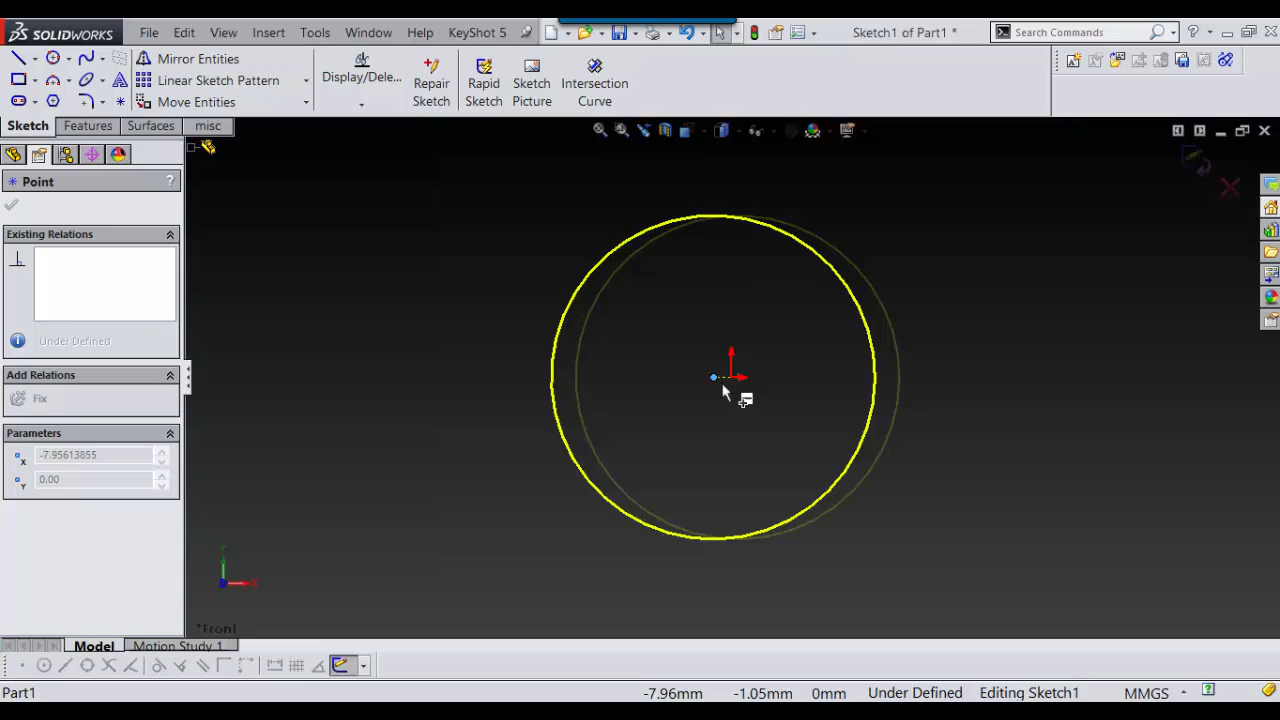 SOLIDWORKS File Edit View Insert Tools Window Help KeyShot 5 Sketch1 of Part1 * Search Commands
Mirror Entities
Linear Sketch Pattern
Move Entities
Display/Dele...
Repair Sketch
Rapid Sketch
Sketch Picture
Intersection Curve
Sketch Features Surfaces misc
Point ?
Existing Relations
Under Defined
Add Relations
Fix
Parameters
-7.95613855
0.00
Y
X
*Front
Model Motion Study 1
Part1 -7.96mm -1.05mm 0mm Under Defined Editing Sketch1 MMGS